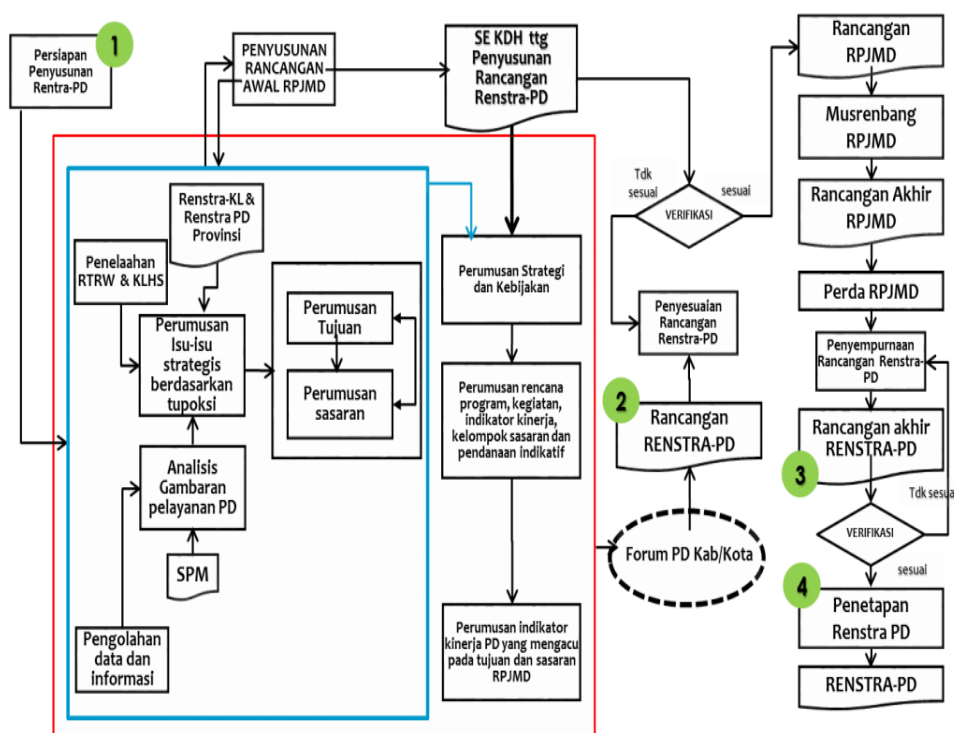 1
Persiapan
Penyusunan
Rentra-PD
PENYUSUNAN
RANCANGAN
AWAL RPJMD
SE KDH ttg
Penyusunan
Rancangan
Renstra-PD
Rancangan
RPJMD
Musrenbang
RPJMD
Rancangan Akhir
RPJMD
Perda RPJMD
Penyempurnaan
Rancangan Renstra-
PD
Rancangan akhir
RENSTRA-PD
3
Tdk sesuai
VERIFIKASI
sesuai
4
Penetapan
Renstra PD
RENSTRA-PD
Tdk
sesuai
sesuai
VERIFIKASI
Penyesuaian
Rancangan
Renstra-PD
2
Rancangan
RENSTRA-PD
Forum PD Kab/Kota
Renstra-KL &
Renstra PD
Provinsi
Penelaahan
RTRW & KLHS
Perumusan
Isu-isu
strategis
berdasarkan
tupoksi
Perumusan
Tujuan
Perumusan
sasaran
Analisis
Gambaran
pelayanan PD
SPM
Pengolahan
data dan
informasi
Perumusan Strategi
dan Kebijakan
Perumusan rencana
program, kegiatan,
indikator kinerja,
kelompok sasaran dan
pendanaan indikatif
Perumusan indikator
kinerja PD yang mengacu
pada tujuan dan sasaran
RPJMD